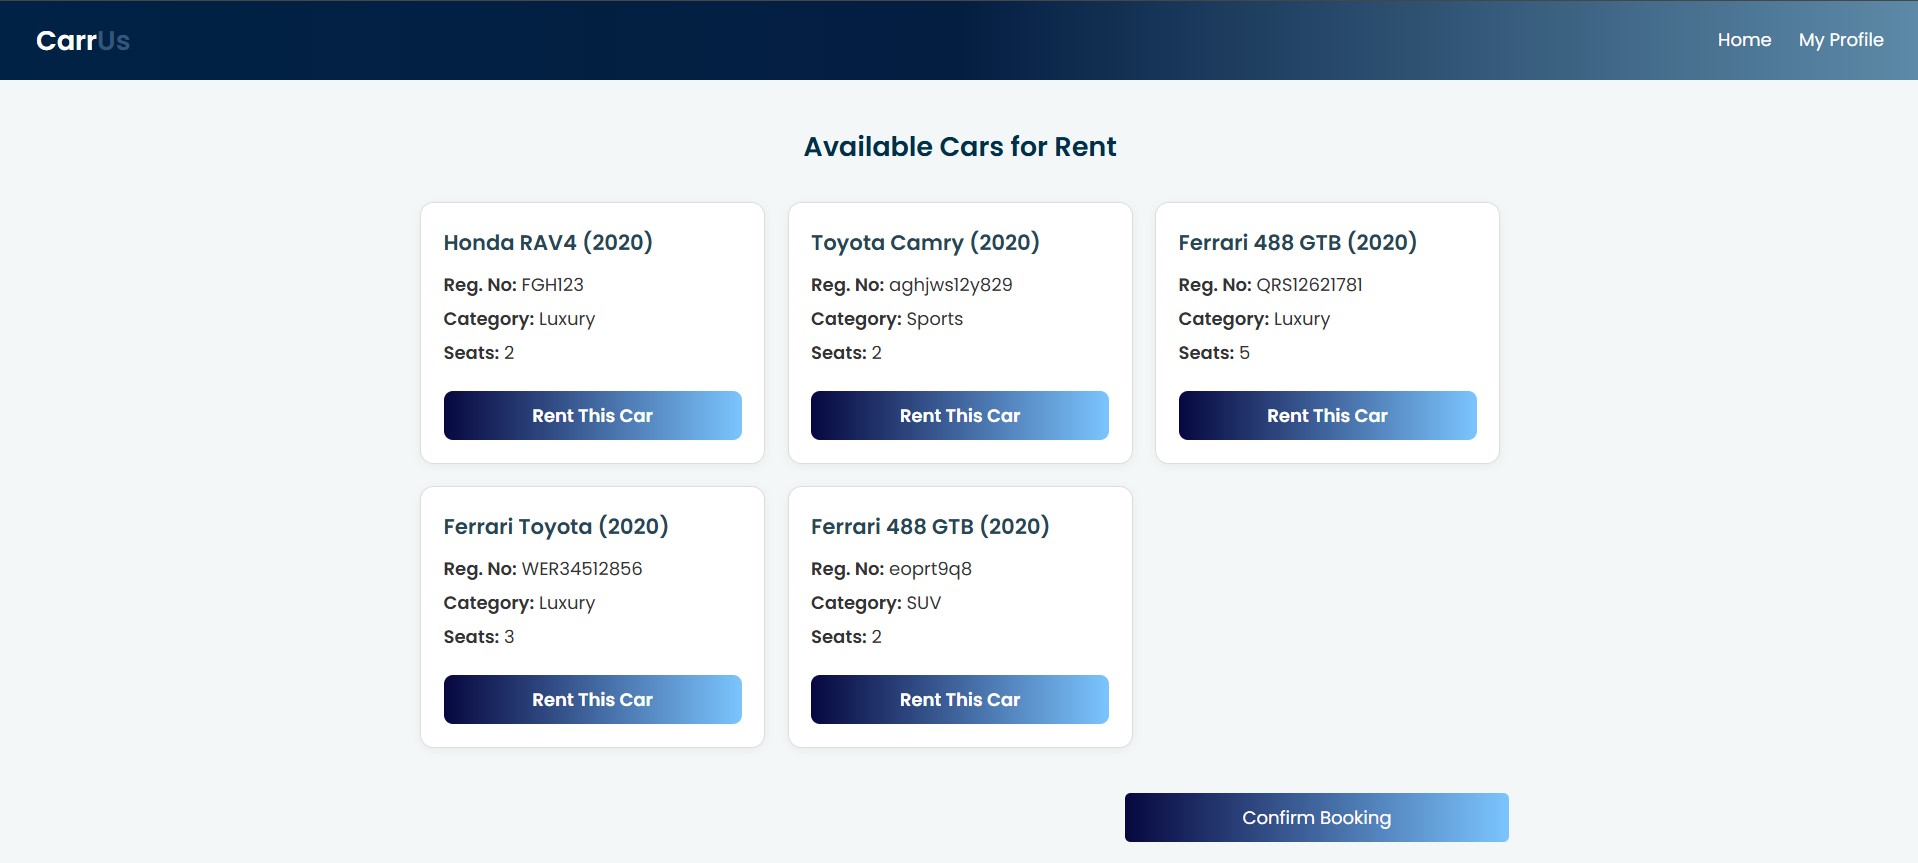 CarrUs
Home
My Profile
Available Cars for Rent
Honda RAV4 (2020)
Reg. No: FGH123
Category: Luxury
Seats: 2
Rent This Car
Toyota Camry (2020)
Reg. No: aghjws12y829
Category: Sports
Seats: 2
Rent This Car
Ferrari 488 GTB (2020)
Reg. No: QRS12621781
Category: Luxury
Seats: 5
Rent This Car
Ferrari Toyota (2020)
Reg. No: WER34512856
Category: Luxury
Seats: 3
Rent This Car
Ferrari 488 GTB (2020)
Reg. No: eoprt9q8
Category: SUV
Seats: 2
Rent This Car
Confirm Booking